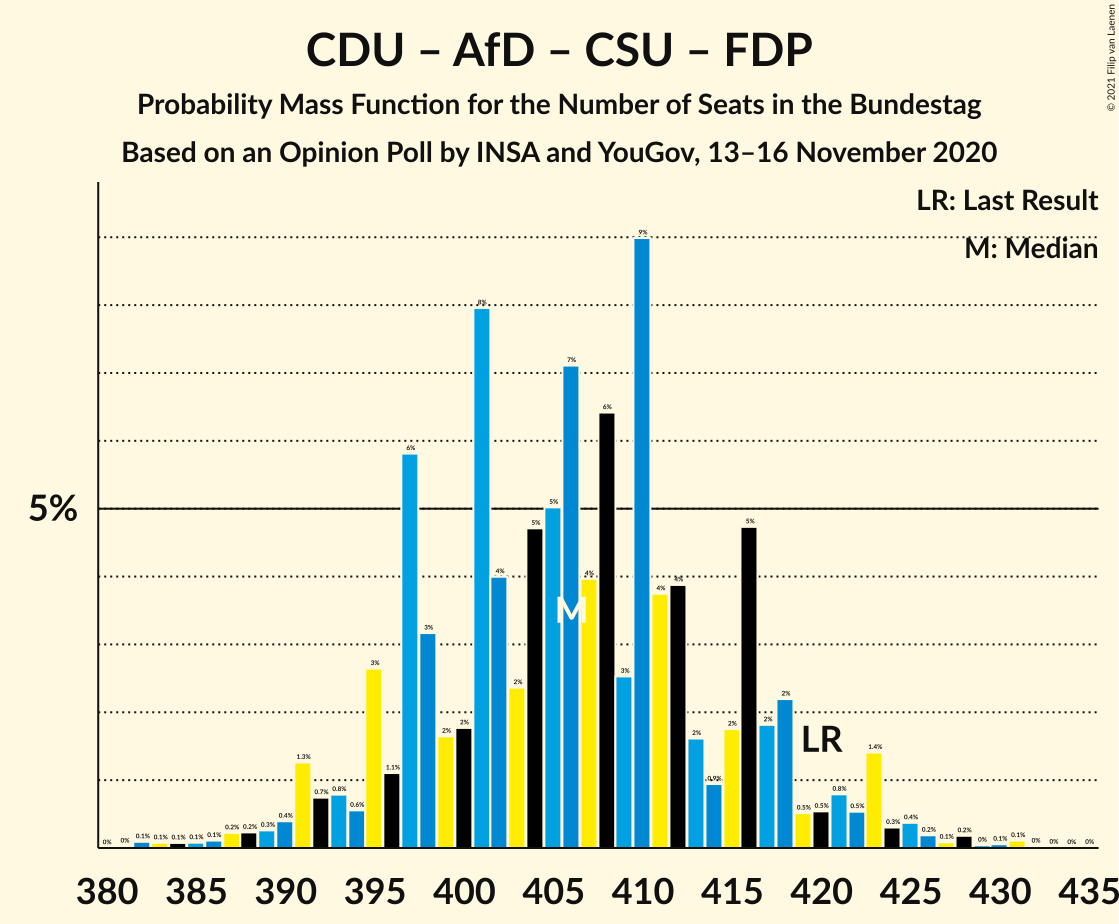 CDU – AfD – CSU – FDP
Probability Mass Function for the Number of Seats in the Bundestag
Based on an Opinion Poll by INSA and YouGov, 13–16 November 2020
© 2021 Filip van Laenen
LR: Last Result
M: Median
5%
0% 0% 0.1% 0.1% 0.1% 0.1% 0.1% 0.2% 0.2% 0.3% 0.4% 1.3% 0.7% 0.8% 0.6% 3% 1.1% 6% 3% 2% 2% 8% 4% 2% 5% 5% 7% 4% 6% 3% 9% 4% 4% 2% 0.9% 2% 5% 2% 2% 0.5% 0.5% 0.8% 0.5% 1.4% 0.3% 0.4% 0.2% 0.1% 0.2% 0% 0.1% 0.1% 0% 0% 0% 0%
M
LR
380 385 390 395 400 405 410 415 420 425 430 435